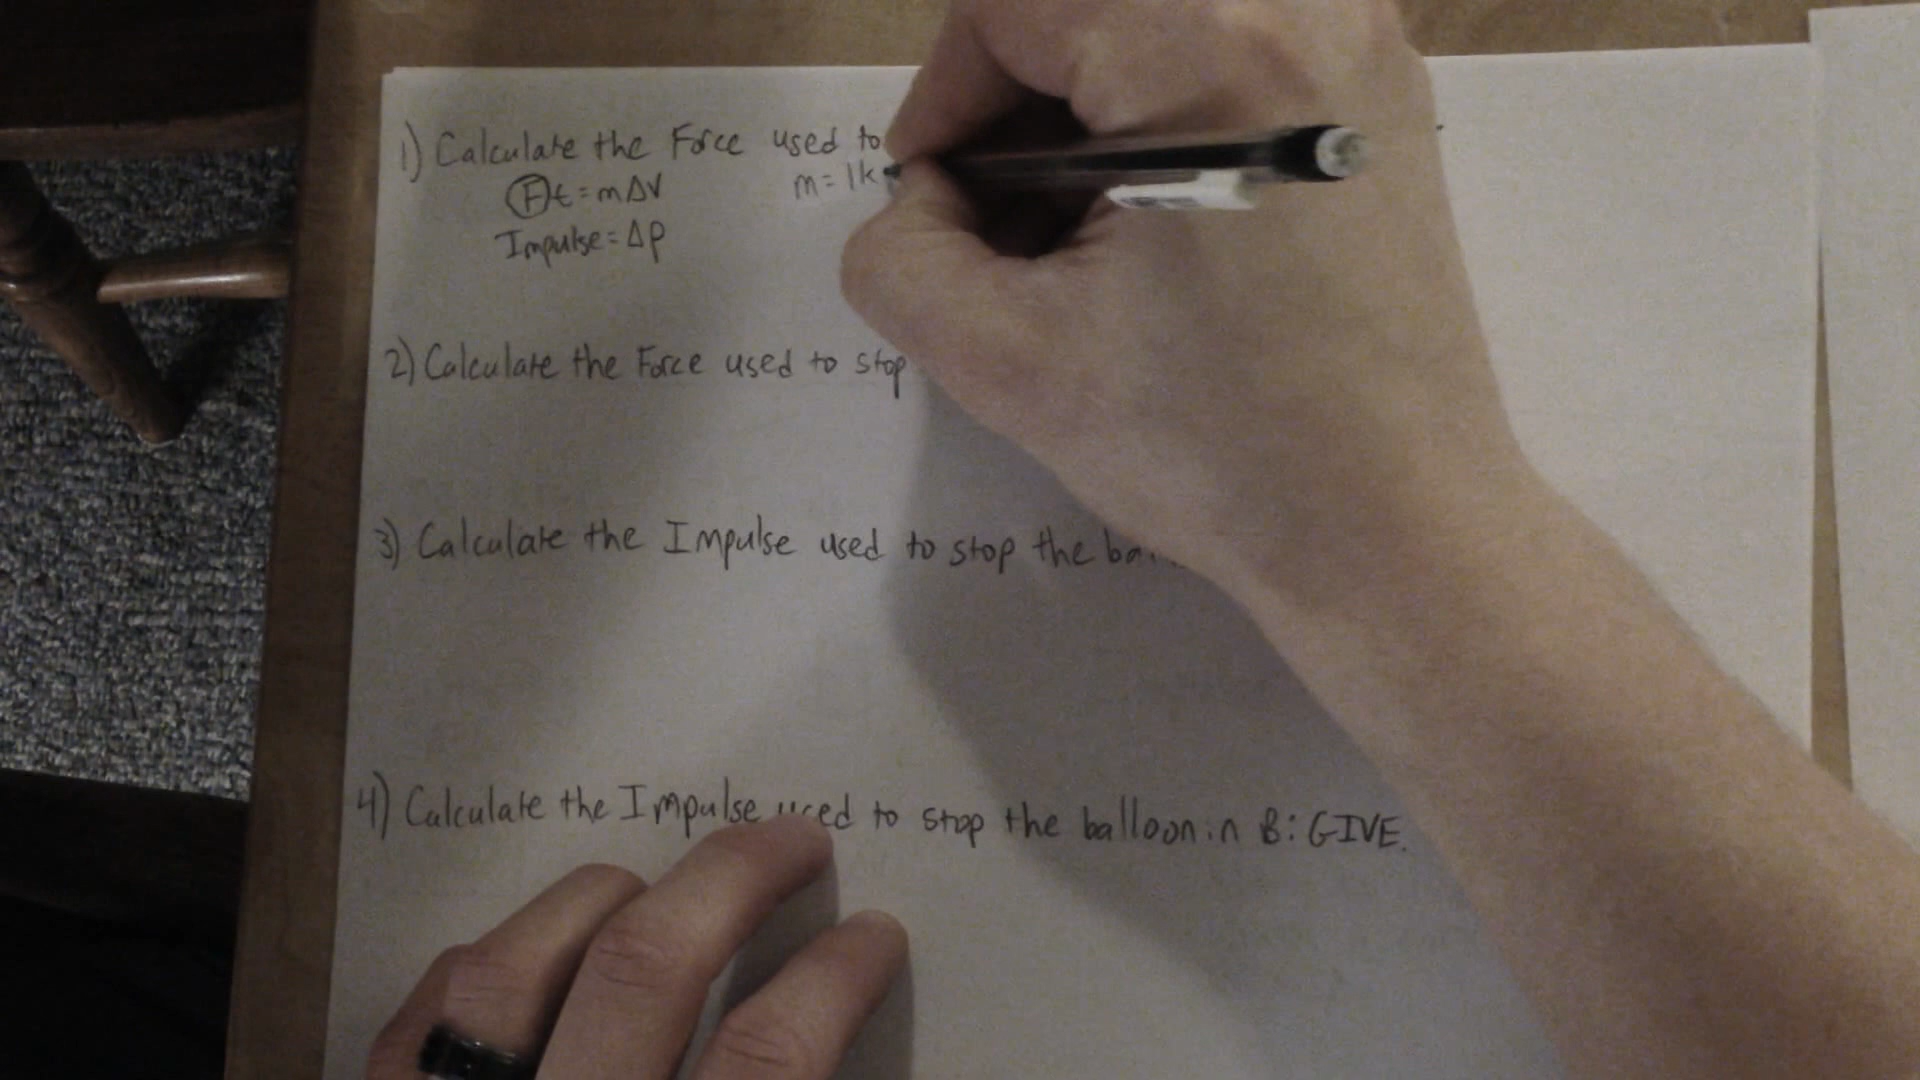 1) Calculate the Force used to
Ft = mΔV
m = 1k
Impulse = Δp
2) Calculate the Force used to stop
3) Calculate the Impulse used to stop the
4) Calculate the Impulse used to stop the balloon in B: GIVE.